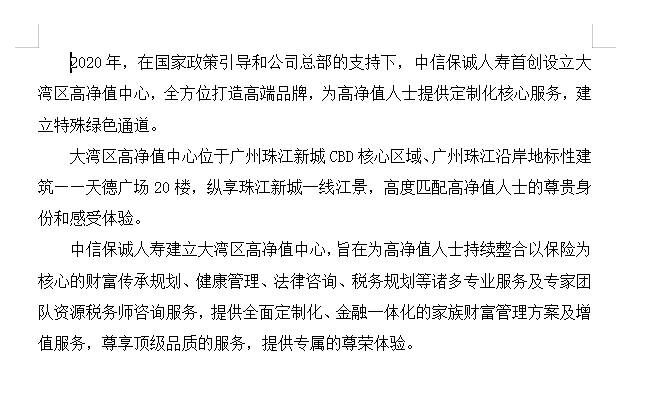 2020年，在国家政策引导和公司总部的支持下，中信保诚人寿首创设立大
湾区高净值中心，全方位打造高端品牌，为高净值人士提供定制化核心服务，建
立特殊绿色通道。
大湾区高净值中心位于广州珠江新城CBD核心区域、广州珠江沿岸地标性建
筑——天德广场20楼，纵享珠江新城一线江景，高度匹配高净值人士的尊贵身
份和感受体验。
中信保诚人寿建立大湾区高净值中心，旨在为高净值人士持续整合以保险为
核心的财富传承规划、健康管理、法律咨询、税务规划等诸多专业服务及专家团
队资源税务师咨询服务，提供全面定制化、金融一体化的家族财富管理方案及增
值服务，尊享顶级品质的服务，提供专属的尊荣体验。